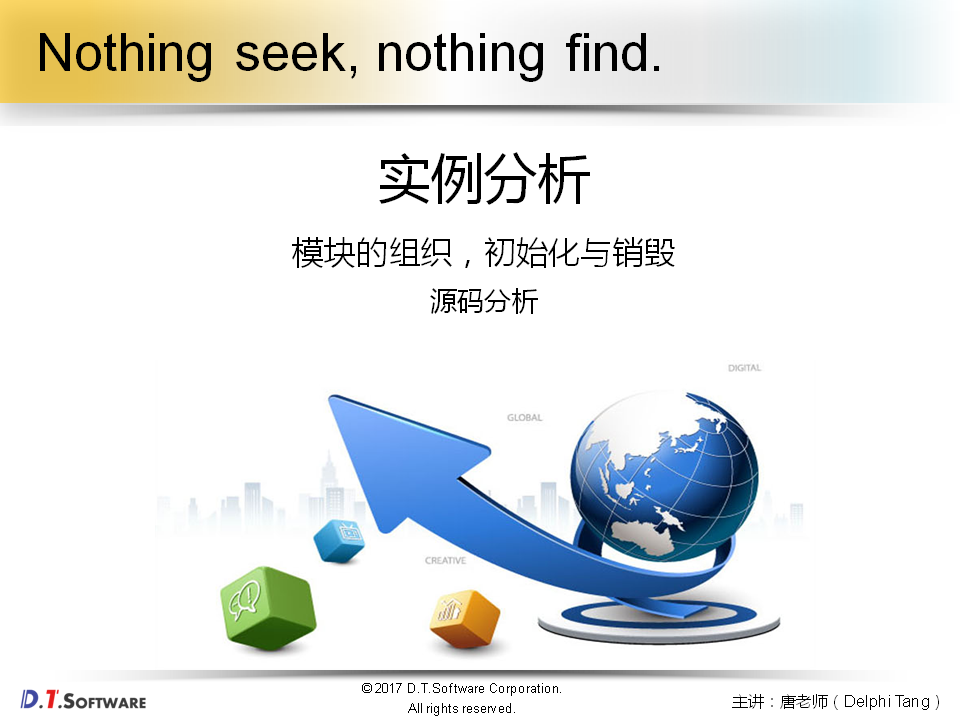 Nothing seek, nothing find.
实例分析
模块的组织，初始化与销毁
源码分析
DIGITAL
GLOBAL
CREATIVE
D.T.SOFTWARE
©2017 D.T.Software Corporation.
All rights reserved.
主讲：唐老师（Delphi Tang）